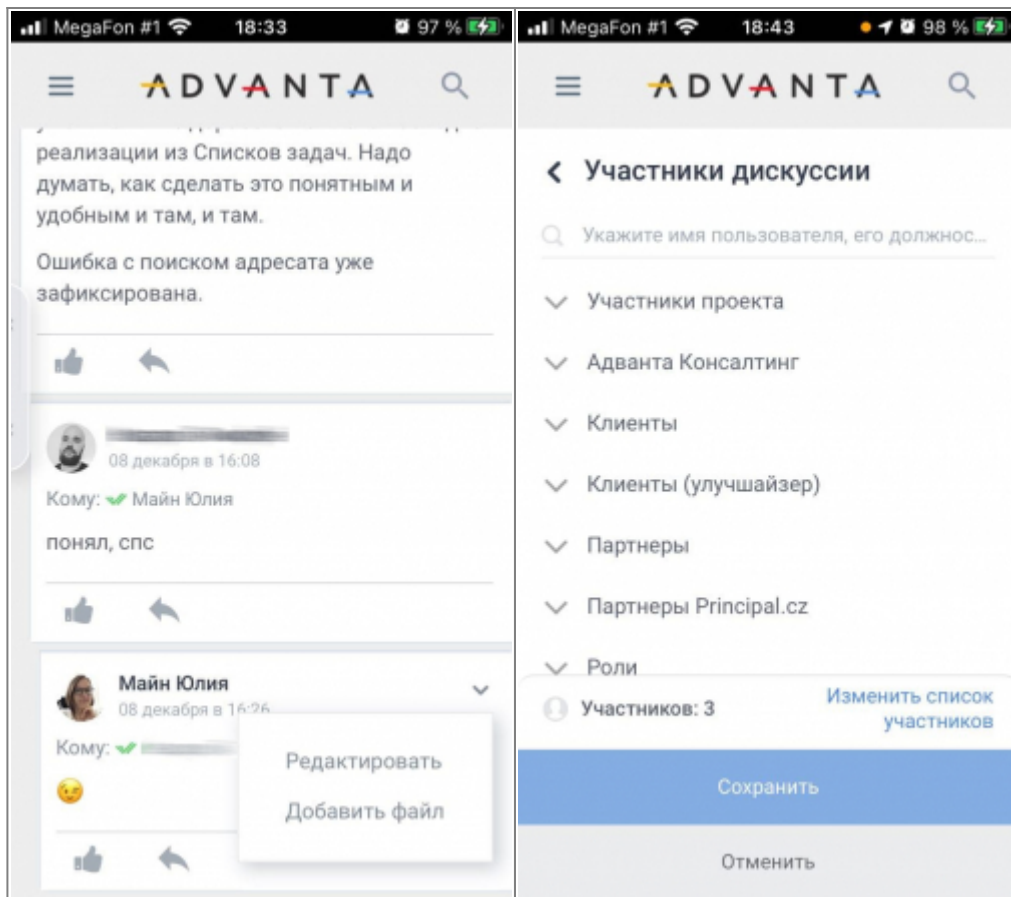 MegaFon #1 18:33 97 %
ADVANTA
реализации из Списков задач. Надо
думать, как сделать это понятным и
удобным и там, и там.
Ошибка с поиском адресата уже
зафиксирована.
08 декабря в 16:08
Кому: Майн Юлия
понял, спс
Майн Юлия
08 декабря в 16:26
Кому:
Редактировать
Добавить файл
MegaFon #1 18:43 98 %
ADVANTA
Участники дискуссии
Укажите имя пользователя, его должнос...
Участники проекта
Адванта Консалтинг
Клиенты
Клиенты (улучшайзер)
Партнеры
Партнеры Principal.cz
Роли
Участников: 3
Изменить список
участников
Сохранить
Отменить